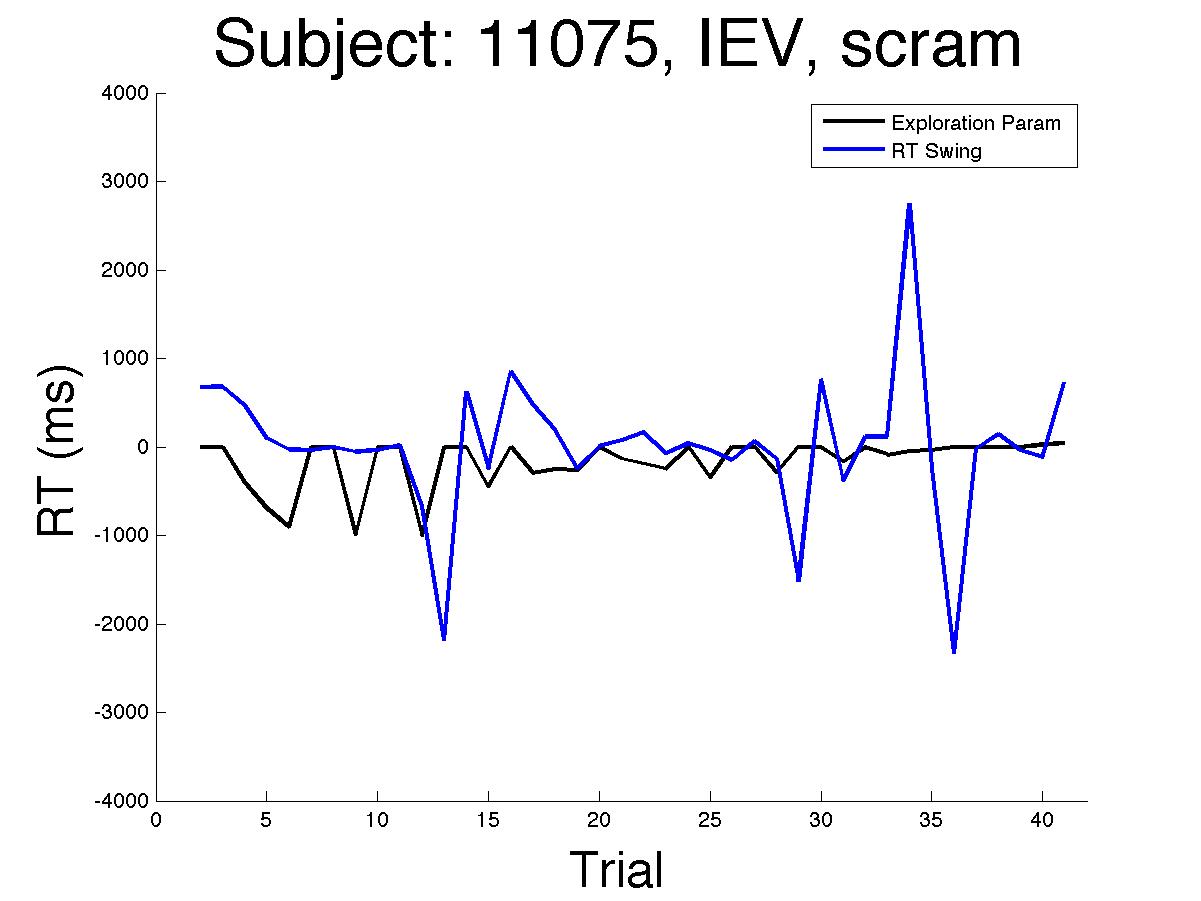 Subject: 11075, IEV, scram
Exploration Param
RT Swing
4000
3000
2000
1000
0
-1000
-2000
-3000
-4000
RT (ms)
0 5 10 15 20 25 30 35 40
Trial